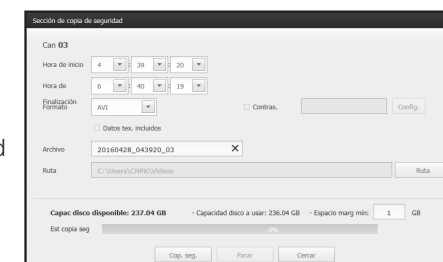 Sección de copia de seguridad
Can 03
Hora de inicio 4 : 39 : 20
Hora de Finalización 6 : 40 : 19
Formato AVI Contras. Config.
Datos tex. incluidos
d
Archivo 20160428_043920_03 X
Ruta C:\Users\CNPK\Videos Ruta
Capac disco disponible: 237.04 GB - Capacidad disco a usar: 236.04 GB - Espacio marg mín: 1 GB
Est copia seg 0%
Cop. seg. Parar Cerrar